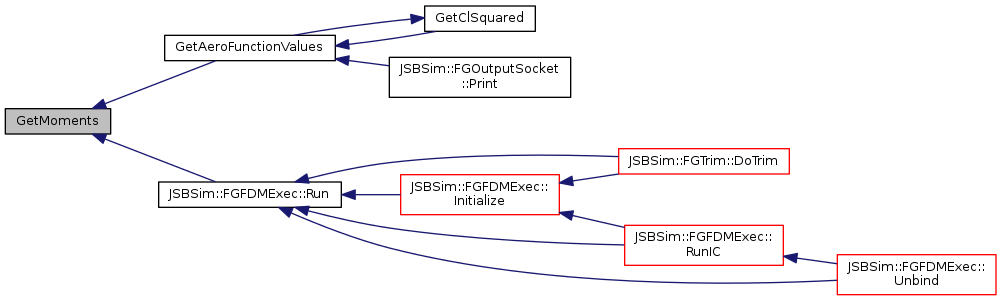 GetClSquared
GetAeroFunctionValues
JSBSim::FGOutputSocket
::Print
GetMoments
JSBSim::FGTrim::DoTrim
JSBSim::FGFDMExec::Run
JSBSim::FGFDMExec::
Initialize
JSBSim::FGFDMExec::
RunIC
JSBSim::FGFDMExec::
Unbind